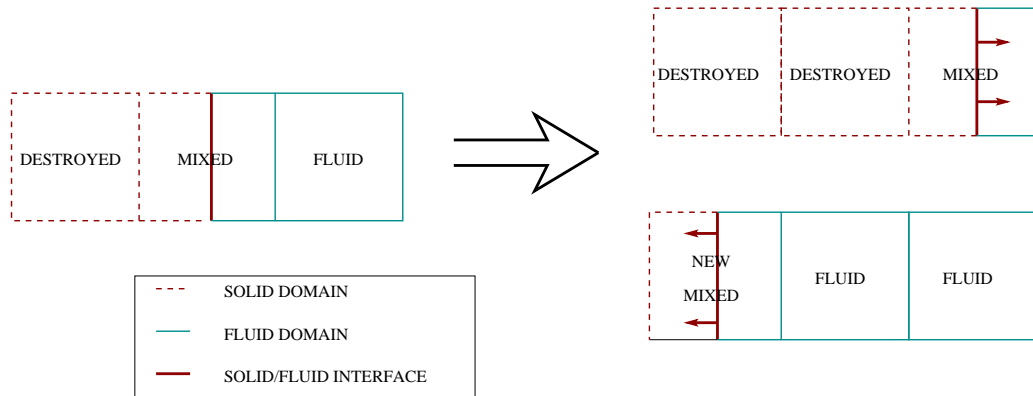 DESTROYED
MIXED
FLUID
DESTROYED
DESTROYED
MIXED
NEW
MIXED
FLUID
FLUID
SOLID DOMAIN
FLUID DOMAIN
SOLID/FLUID INTERFACE